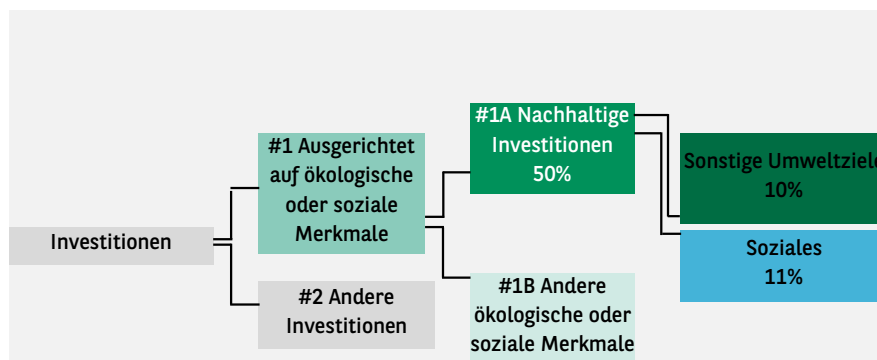 #1A Nachhaltige
Investitionen
50%
#1 Ausgerichtet
auf ökologische
oder soziale
Merkmale
Sonstige Umweltziele
10%
Investitionen
Soziales
11%
#2 Andere
Investitionen
#1B Andere
ökologische oder
soziale Merkmale